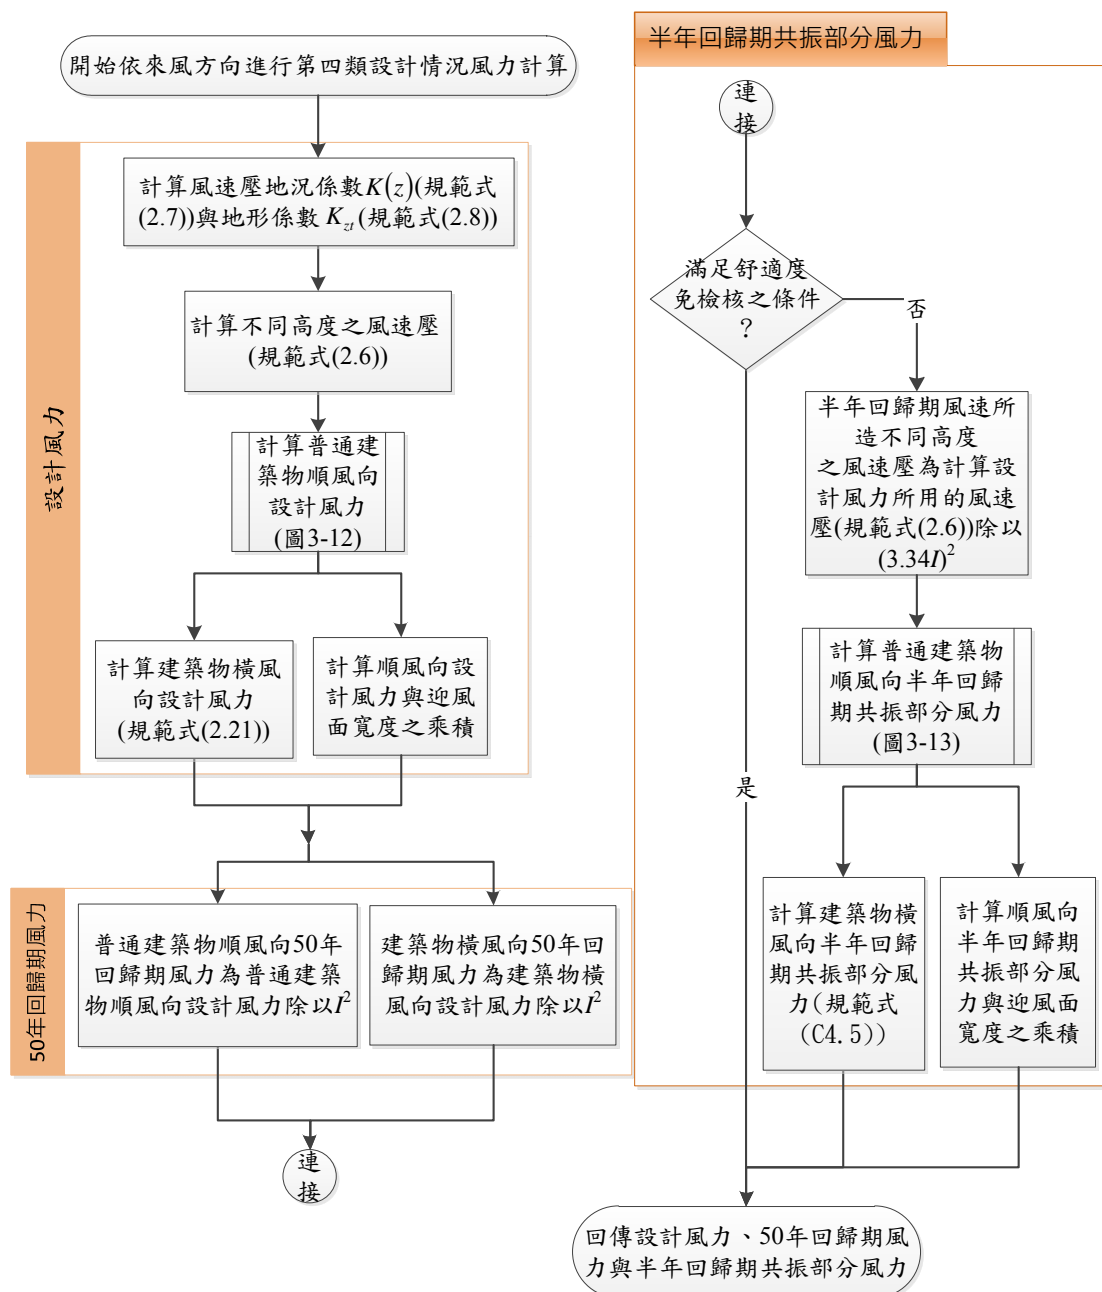 開始依來風方向進行第四類設計情況風力計算
設計風力
計算風速壓地況係數K(z)(規範式
(2.7))與地形係數 Kzt (規範式(2.8))
計算不同高度之風速壓
(規範式(2.6))
計算普通建
築物順風向
設計風力
(圖3-12)
計算建築物橫風
向設計風力
(規範式(2.21))
計算順風向設
計風力與迎風
面寬度之乘積
50年回歸期風力
普通建築物順風向50年
回歸期風力為普通建築
物順風向設計風力除以I²
建築物橫風向50年回
歸期風力為建築物橫
風向設計風力除以I²
連
接
半年回歸期共振部分風力
連
接
滿足舒適度
免檢核之條件
?
否
是
半年回歸期風速所
造不同高度
之風速壓為計算設
計風力所用的風速
壓(規範式(2.6))除以
(3.34I)²
計算普通建築物
順風向半年回歸
期共振部分風力
(圖3-13)
計算建築物橫
風向半年回歸
期共振部分風
力(規範式
(C4.5))
計算順風向
半年回歸期
共振部分風
力與迎風面
寬度之乘積
回傳設計風力、50年回歸期風
力與半年回歸期共振部分風力